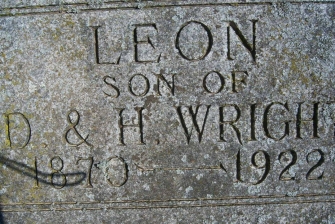 LEON
SON OF
D. & H. WRIGH
1870 1922